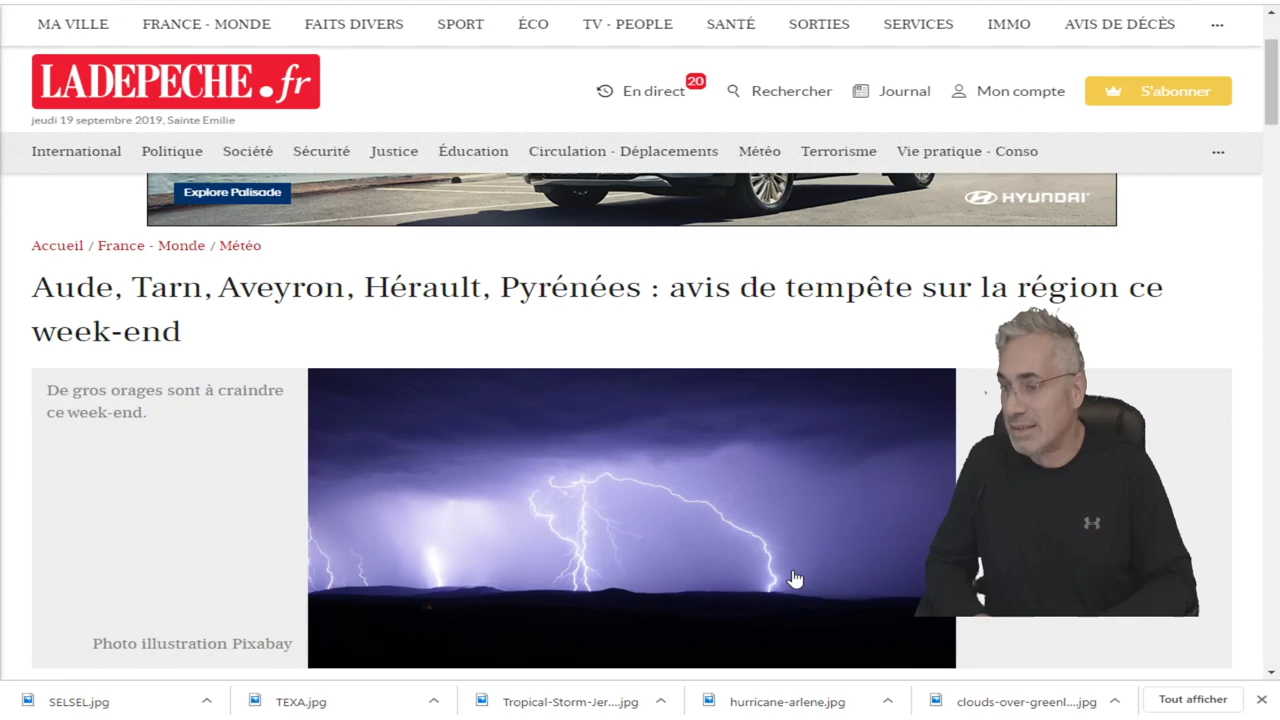 MA VILLE FRANCE - MONDE FAITS DIVERS SPORT ÉCO TV - PEOPLE SANTÉ SORTIES SERVICES IMMO AVIS DE DÉCÈS ...
LADEPECHE.fr
En direct 20 Rechercher Journal Mon compte S'abonner
jeudi 19 septembre 2019, Sainte Emilie
International Politique Société Sécurité Justice Éducation Circulation - Déplacements Météo Terrorisme Vie pratique - Conso ...
Explore Palisade HYUNDAI
Accueil / France - Monde / Météo
Aude, Tarn, Aveyron, Hérault, Pyrénées : avis de tempête sur la région ce
week-end
De gros orages sont à craindre
ce week-end.
Photo illustration Pixabay
SELSEL.jpg TEXA.jpg Tropical-Storm-Jer....jpg hurricane-arlene.jpg clouds-over-greenl....jpg Tout afficher